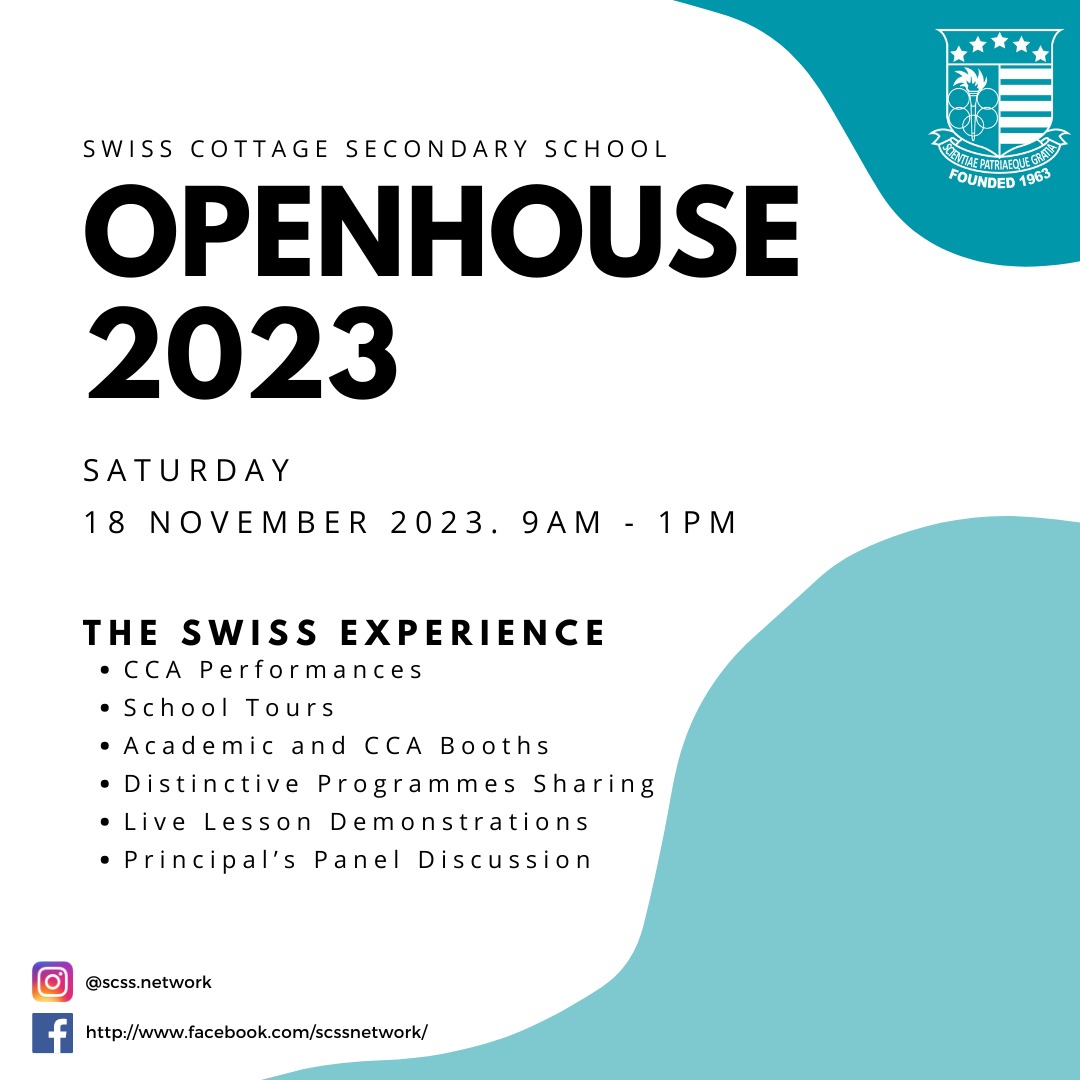 SCIENTIAE PATRIAEQUE GRATIA
FOUNDED 1963
SWISS COTTAGE SECONDARY SCHOOL
OPENHOUSE
2023
SATURDAY
18 NOVEMBER 2023. 9AM - 1PM
THE SWISS EXPERIENCE
• CCA Performances
• School Tours
• Academic and CCA Booths
• Distinctive Programmes Sharing
• Live Lesson Demonstrations
• Principal’s Panel Discussion
@scss.network
http://www.facebook.com/scssnetwork/